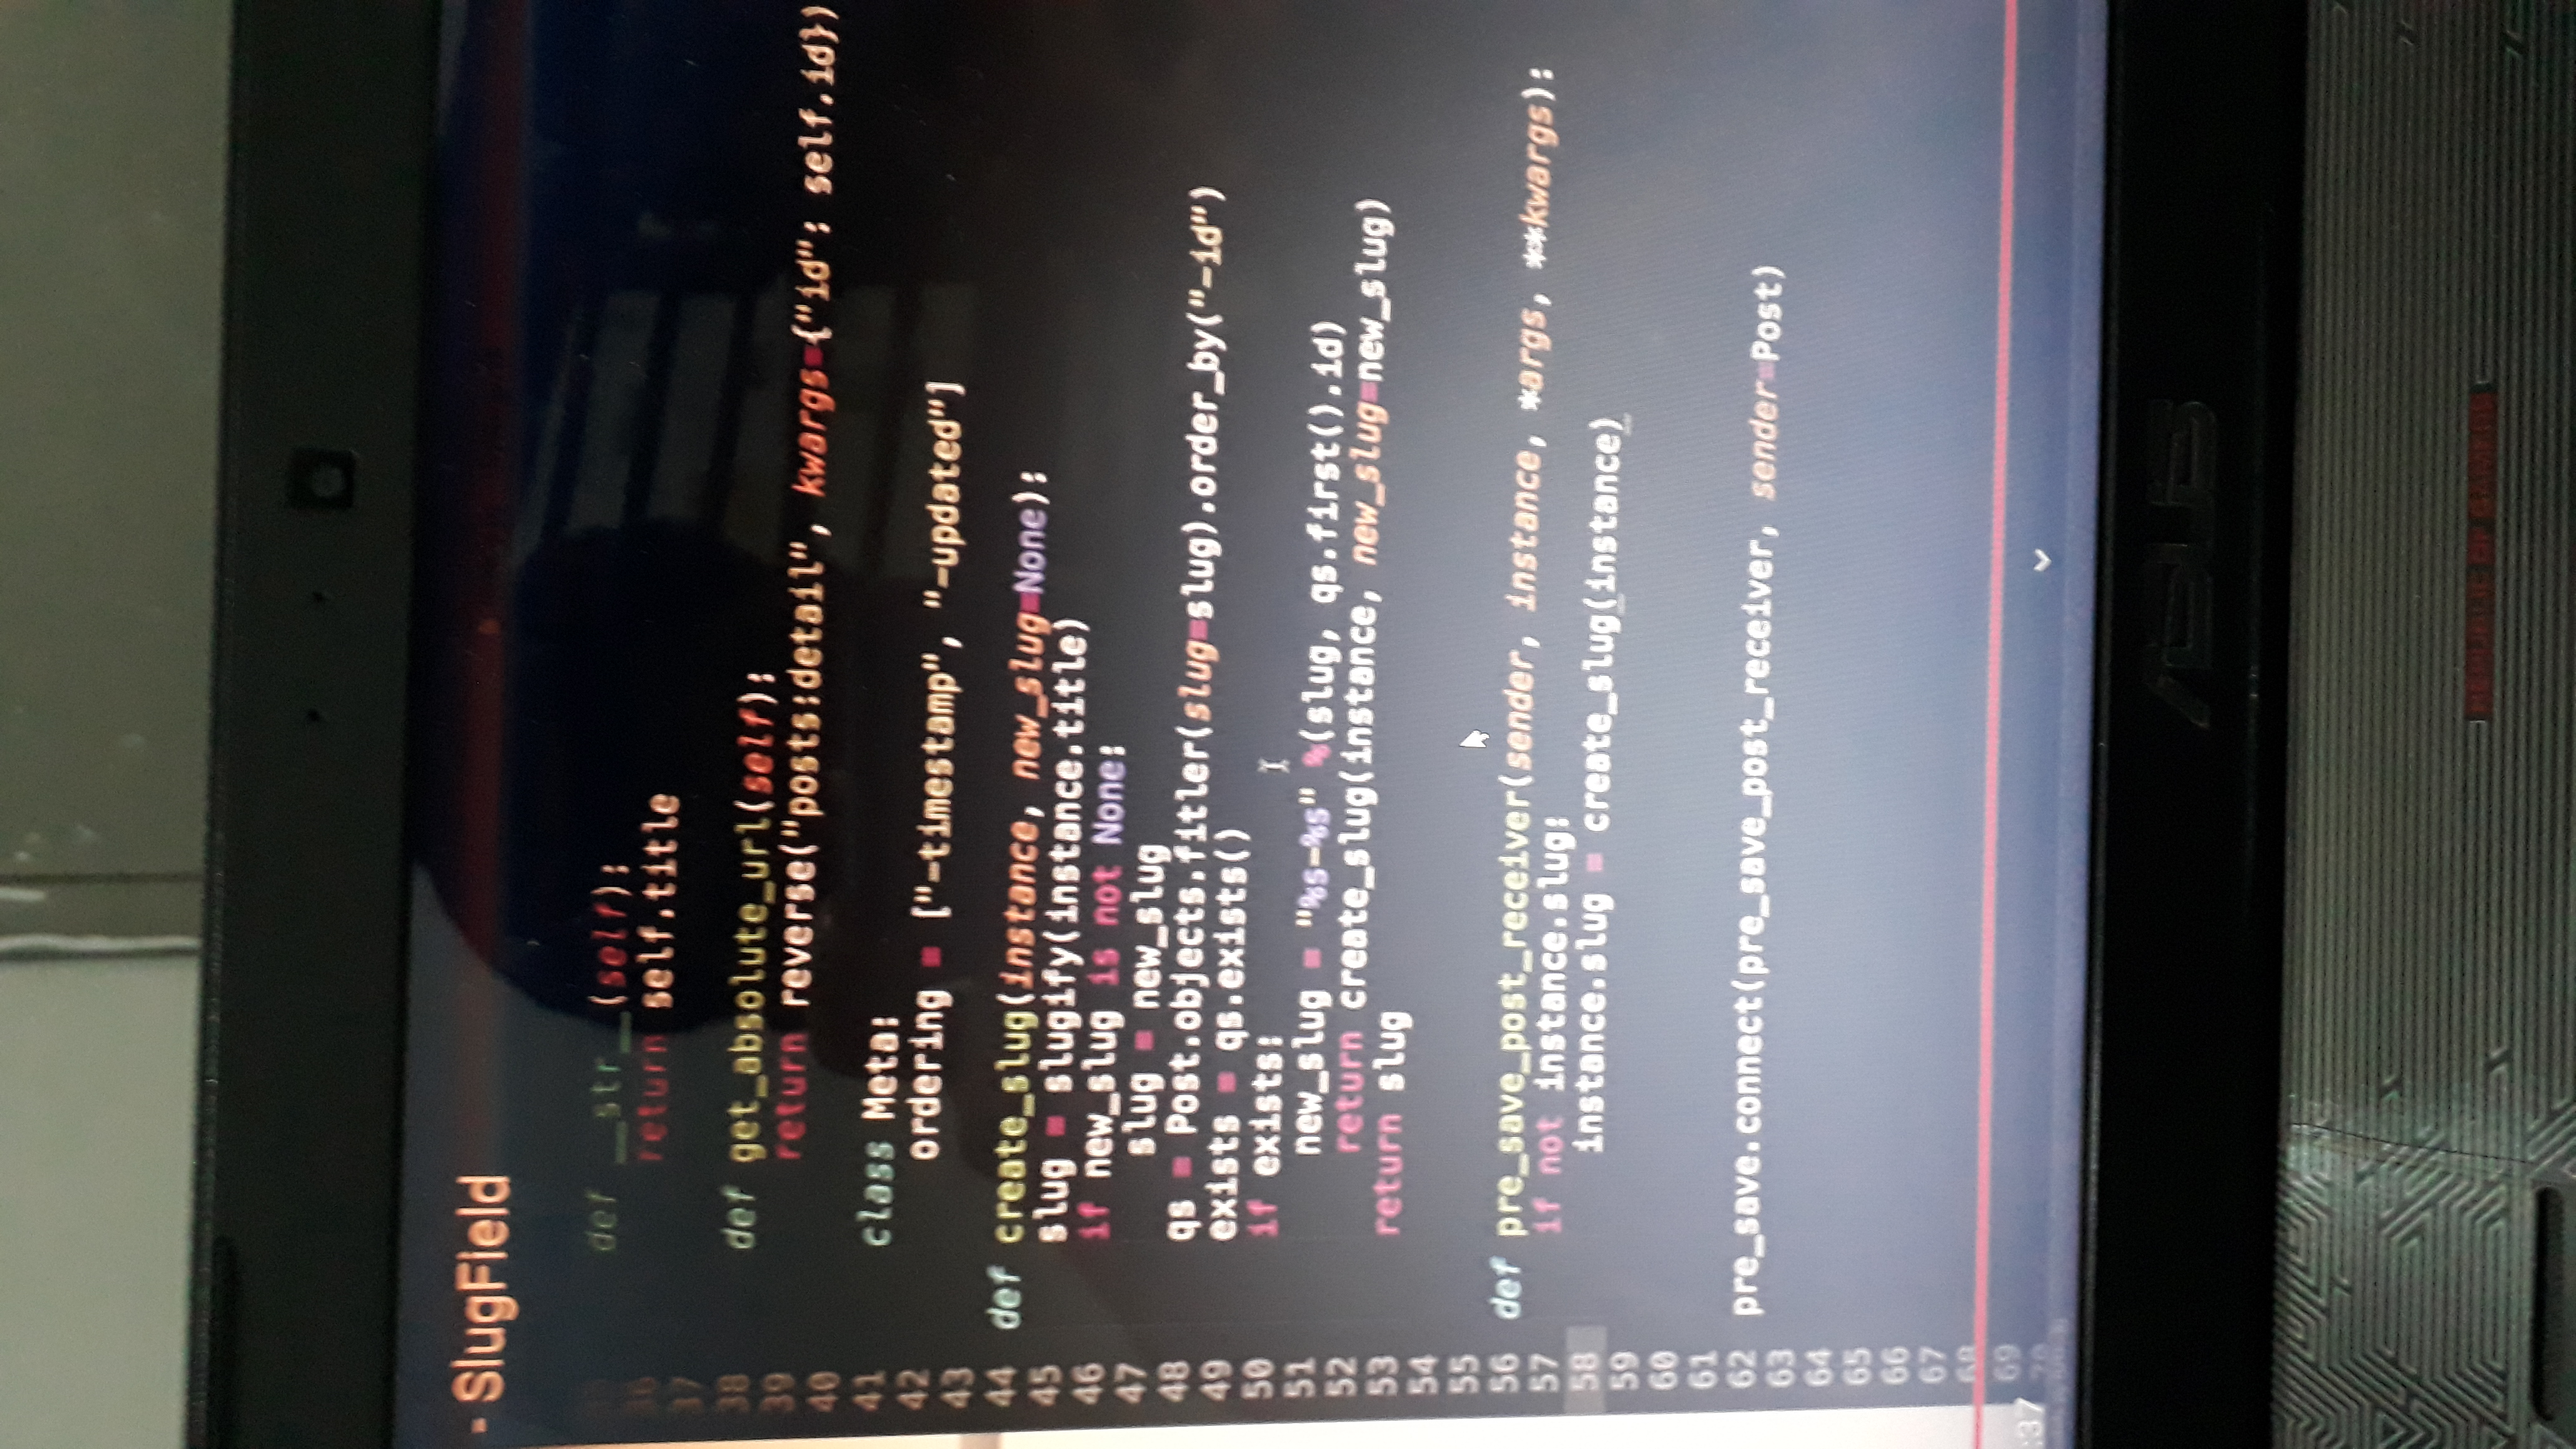 - SlugField
def __str__(self):
36 return self.title
37
38 def get_absolute_url(self):
39 return reverse("posts:detail", kwargs={"id": self.id})
40
41 class Meta:
42 ordering = ["-timestamp", "-updated"]
43
44 def create_slug(instance, new_slug=None):
45 slug = slugify(instance.title)
46 if new_slug is not None:
47 slug = new_slug
48 qs = Post.objects.fitler(slug=slug).order_by("-id")
49 exists = qs.exists()
50 if exists:
51 new_slug = "%s-%s" %(slug, qs.first().id)
52 return create_slug(instance, new_slug=new_slug)
53 return slug
54
55
56 def pre_save_post_receiver(sender, instance, *args, **kwargs):
57 if not instance.slug:
58 instance.slug = create_slug(instance)
59
60
61
62 pre_save.connect(pre_save_post_receiver, sender=Post)
63
64
65
66
67
68
69
:37 70
ASUS
REPUBLIC OF GAMERS